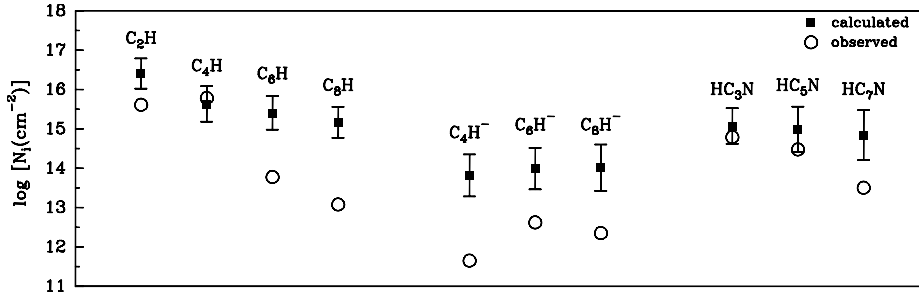 18
17
16
15
14
13
12
11
log [Nᵢ(cm⁻²)]
C₂H
C₄H
C₆H
C₈H
C₄H⁻
C₆H⁻
C₈H⁻
HC₃N
HC₅N
HC₇N
calculated
observed